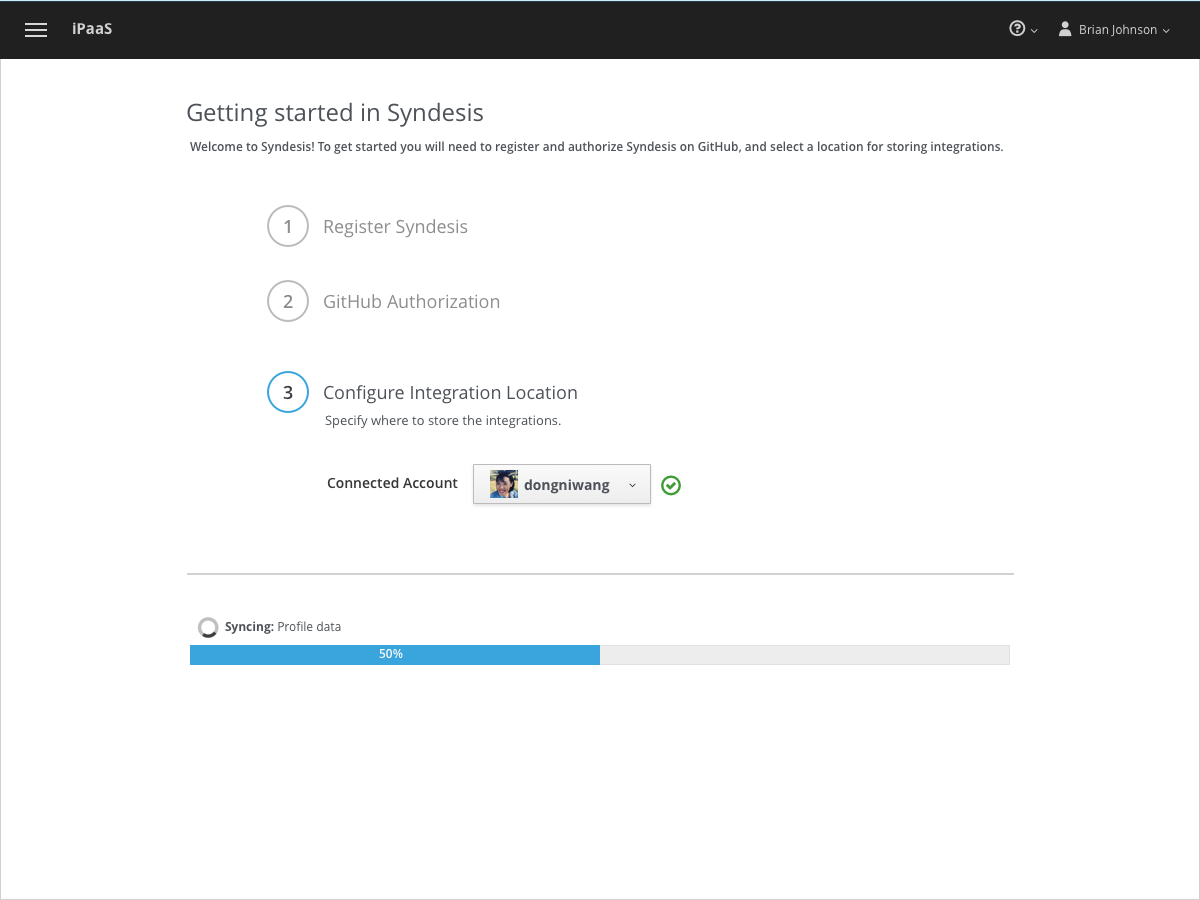 iPaaS
Brian Johnson
Getting started in Syndesis
Welcome to Syndesis! To get started you will need to register and authorize Syndesis on GitHub, and select a location for storing integrations.
1 Register Syndesis
2 GitHub Authorization
3 Configure Integration Location
Specify where to store the integrations.
Connected Account dongniwang
Syncing: Profile data
50%